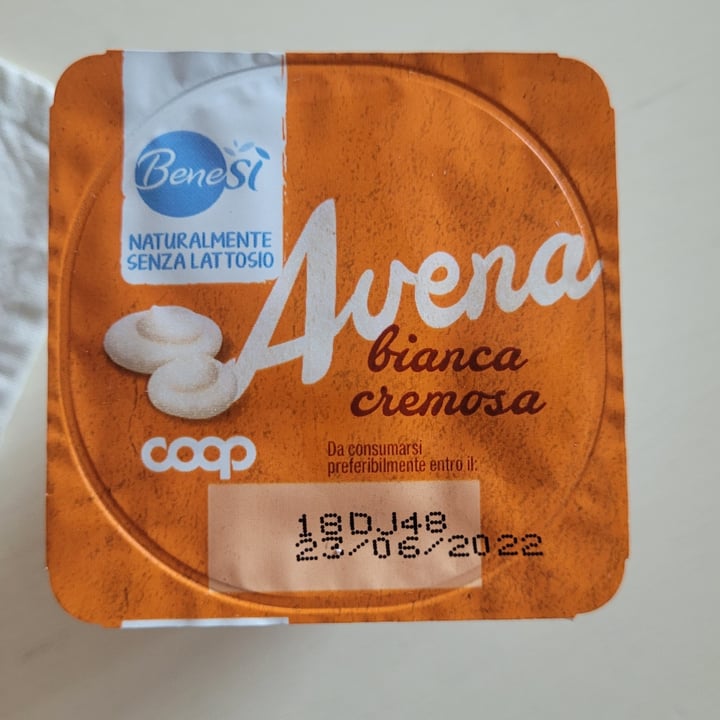 BeneSì
NATURALMENTE
SENZA LATTOSIO
Avena
bianca
cremosa
coop
Da consumarsi
preferibilmente entro il:
18DJ48
23/06/2022